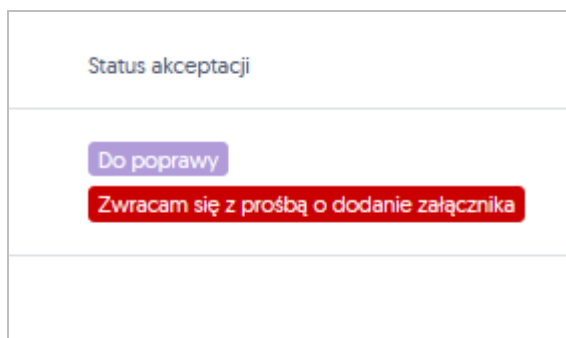 Status akceptacji
Do poprawy
Zwracam się z prośbą o dodanie załącznika